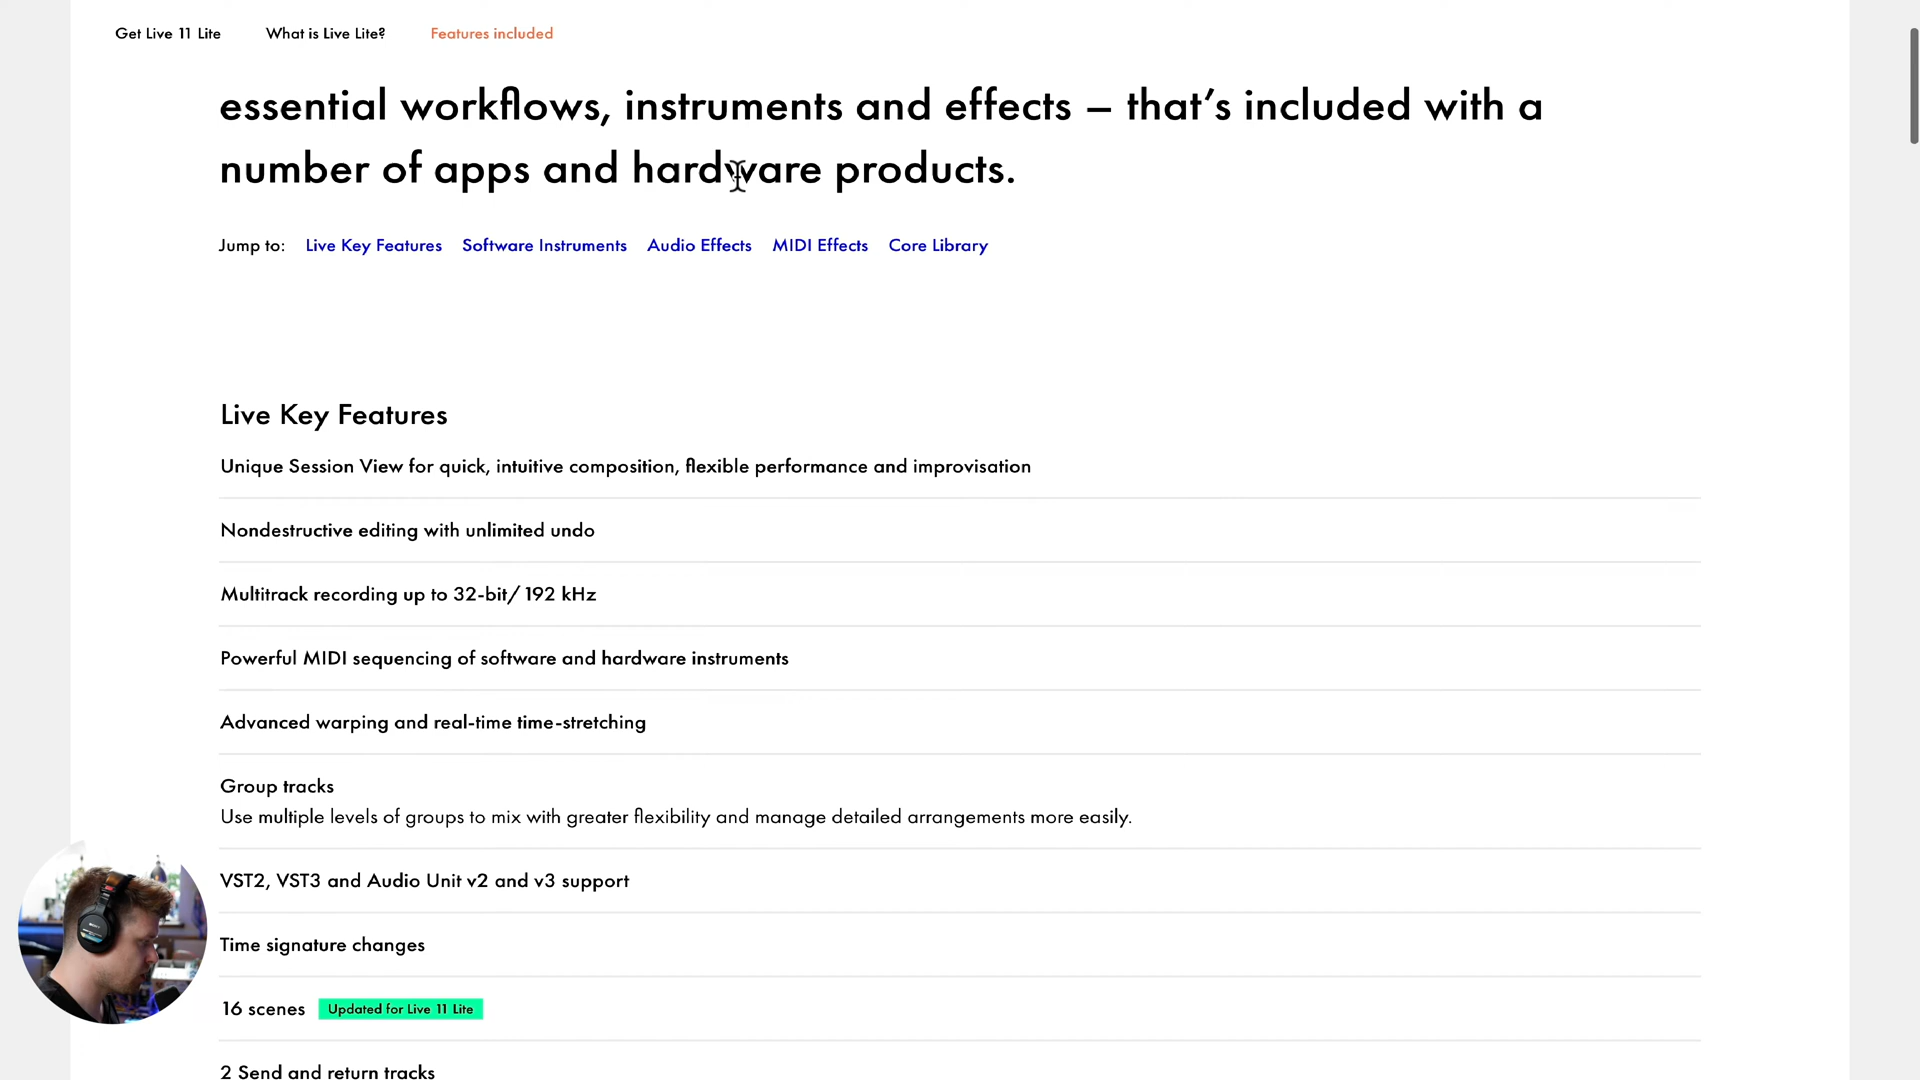 Get Live 11 Lite What is Live Lite? Features included
essential workflows, instruments and effects – that’s included with a
number of apps and hardware products.
Jump to: Live Key Features Software Instruments Audio Effects MIDI Effects Core Library
Live Key Features
Unique Session View for quick, intuitive composition, flexible performance and improvisation
Nondestructive editing with unlimited undo
Multitrack recording up to 32-bit/ 192 kHz
Powerful MIDI sequencing of software and hardware instruments
Advanced warping and real-time time-stretching
Group tracks
Use multiple levels of groups to mix with greater flexibility and manage detailed arrangements more easily.
VST2, VST3 and Audio Unit v2 and v3 support
Time signature changes
16 scenes Updated for Live 11 Lite
2 Send and return tracks